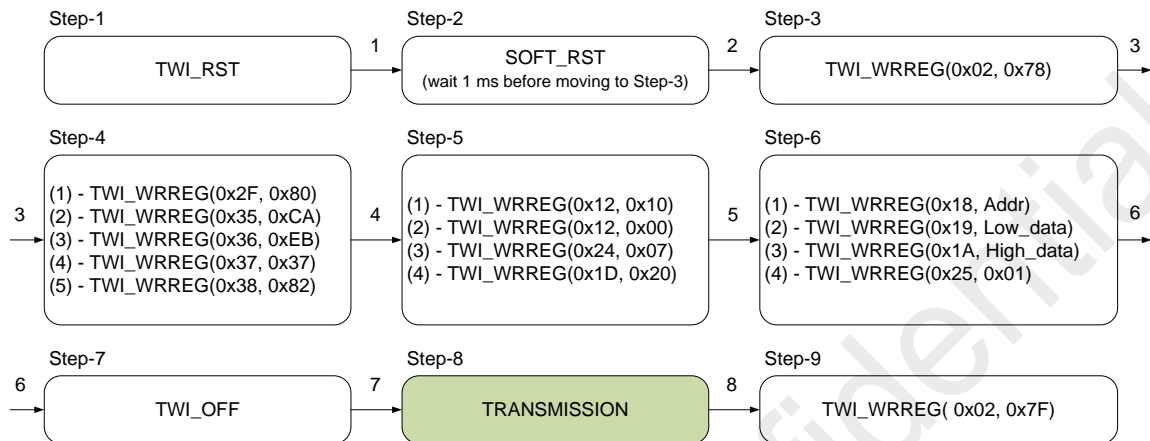 Step-1
Step-2
Step-3
TWI_RST
1
SOFT_RST
(wait 1 ms before moving to Step-3)
2
TWI_WRREG(0x02, 0x78)
3
Step-4
Step-5
Step-6
3
(1) - TWI_WRREG(0x2F, 0x80)
(2) - TWI_WRREG(0x35, 0xCA)
(3) - TWI_WRREG(0x36, 0xEB)
(4) - TWI_WRREG(0x37, 0x37)
(5) - TWI_WRREG(0x38, 0x82)
4
(1) - TWI_WRREG(0x12, 0x10)
(2) - TWI_WRREG(0x12, 0x00)
(3) - TWI_WRREG(0x24, 0x07)
(4) - TWI_WRREG(0x1D, 0x20)
5
(1) - TWI_WRREG(0x18, Addr)
(2) - TWI_WRREG(0x19, Low_data)
(3) - TWI_WRREG(0x1A, High_data)
(4) - TWI_WRREG(0x25, 0x01)
6
Step-7
Step-8
Step-9
6
TWI_OFF
7
TRANSMISSION
8
TWI_WRREG( 0x02, 0x7F)
fidential